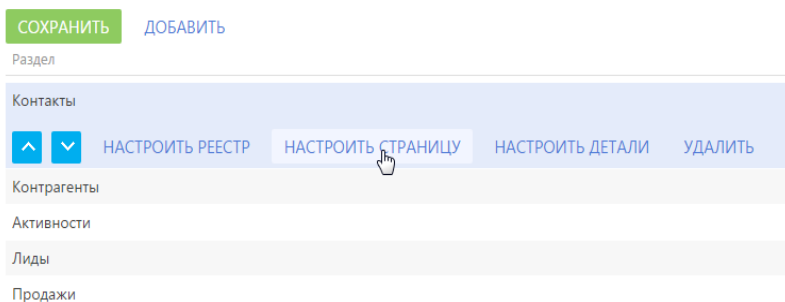 СОХРАНИТЬ ДОБАВИТЬ
Раздел
Контакты
НАСТРОИТЬ РЕЕСТР НАСТРОИТЬ СТРАНИЦУ НАСТРОИТЬ ДЕТАЛИ УДАЛИТЬ
Контрагенты
Активности
Лиды
Продажи